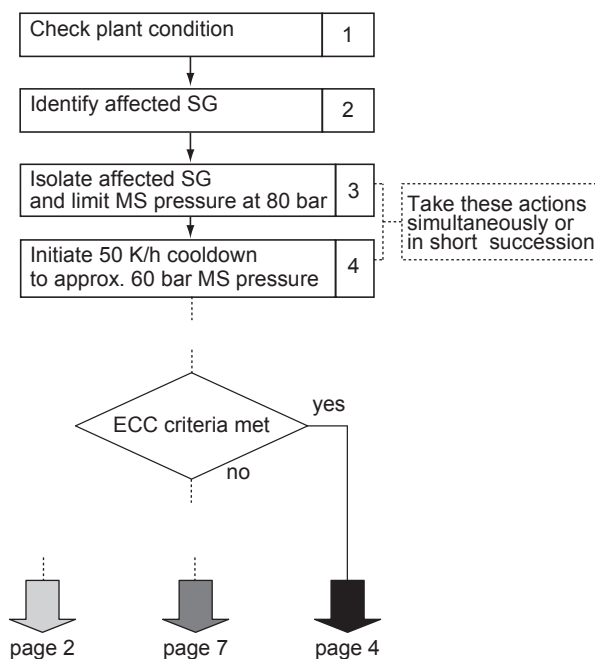 Check plant condition
1
Identify affected SG
2
Isolate affected SG
and limit MS pressure at 80 bar
3
Take these actions
simultaneously or
in short succession
Initiate 50 K/h cooldown
to approx. 60 bar MS pressure
4
ECC criteria met
yes
no
page 2
page 7
page 4